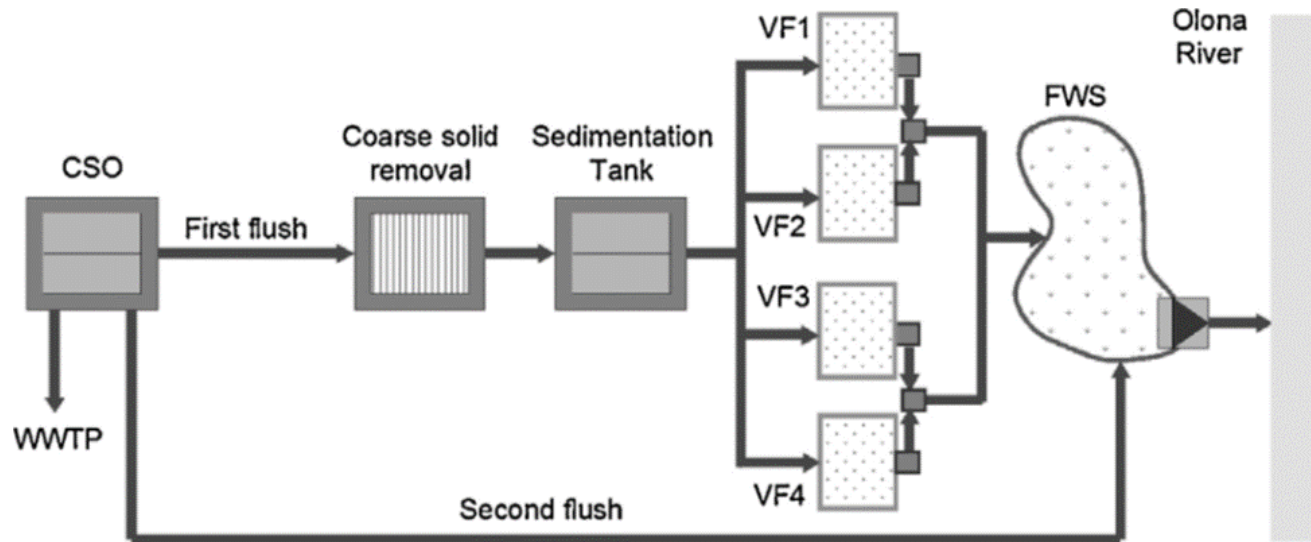 CSO
WWTP
First flush
Coarse solid
removal
Sedimentation
Tank
VF1
VF2
VF3
VF4
FWS
Olona
River
Second flush